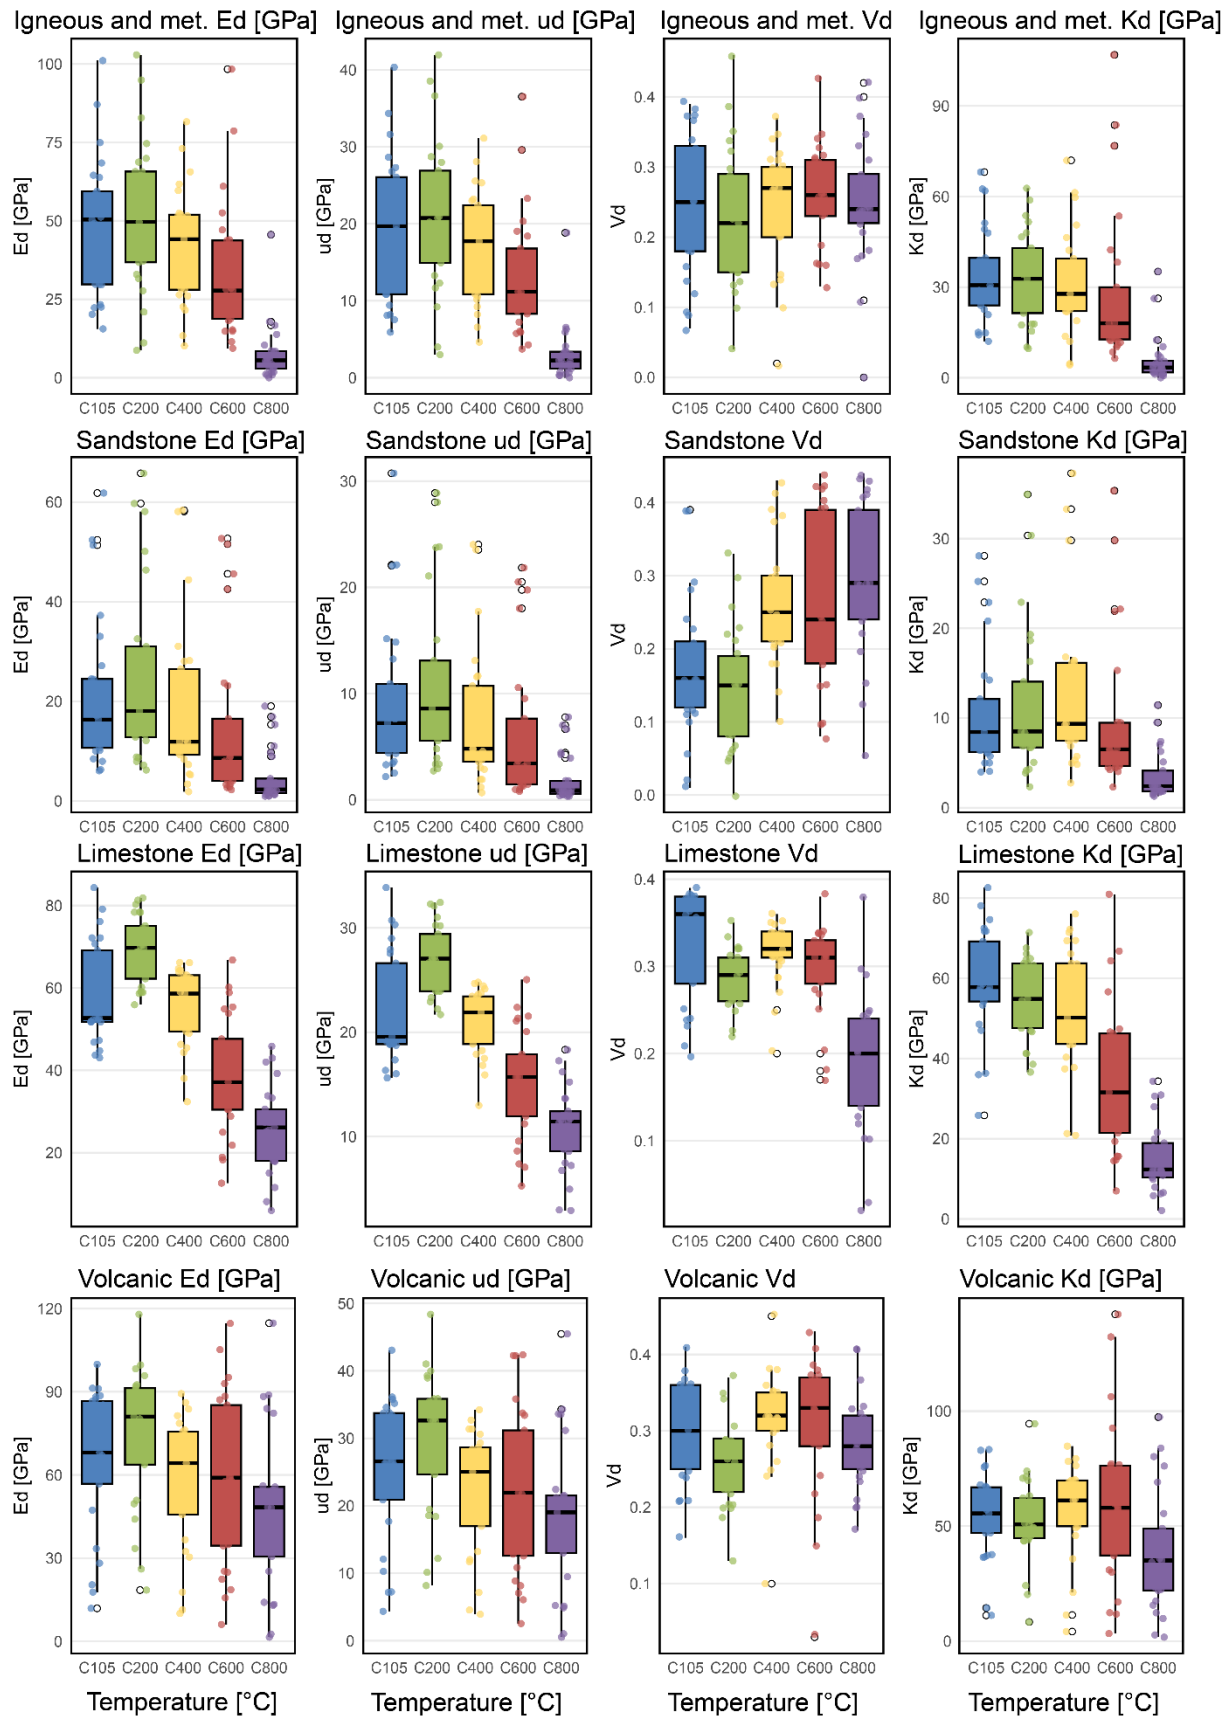 Igneous and met. Ed [GPa] Igneous and met. ud [GPa] Igneous and met. Vd Igneous and met. Kd [GPa]
Ed [GPa] 100 75 50 25 0
ud [GPa] 40 30 20 10 0
Vd 0.4 0.3 0.2 0.1 0.0
Kd [GPa] 90 60 30 0
C105 C200 C400 C600 C800 C105 C200 C400 C600 C800 C105 C200 C400 C600 C800 C105 C200 C400 C600 C800
Sandstone Ed [GPa] Sandstone ud [GPa] Sandstone Vd Sandstone Kd [GPa]
Ed [GPa] 60 40 20 0
ud [GPa] 30 20 10 0
Vd 0.4 0.3 0.2 0.1 0.0
Kd [GPa] 30 20 10 0
C105 C200 C400 C600 C800 C105 C200 C400 C600 C800 C105 C200 C400 C600 C800 C105 C200 C400 C600 C800
Limestone Ed [GPa] Limestone ud [GPa] Limestone Vd Limestone Kd [GPa]
Ed [GPa] 80 60 40 20
ud [GPa] 30 20 10
Vd 0.4 0.3 0.2 0.1
Kd [GPa] 80 60 40 20 0
C105 C200 C400 C600 C800 C105 C200 C400 C600 C800 C105 C200 C400 C600 C800 C105 C200 C400 C600 C800
Volcanic Ed [GPa] Volcanic ud [GPa] Volcanic Vd Volcanic Kd [GPa]
Ed [GPa] 120 90 60 30 0
ud [GPa] 50 40 30 20 10 0
Vd 0.4 0.3 0.2 0.1
Kd [GPa] 100 50 0
C105 C200 C400 C600 C800 C105 C200 C400 C600 C800 C105 C200 C400 C600 C800 C105 C200 C400 C600 C800
Temperature [°C] Temperature [°C] Temperature [°C] Temperature [°C]